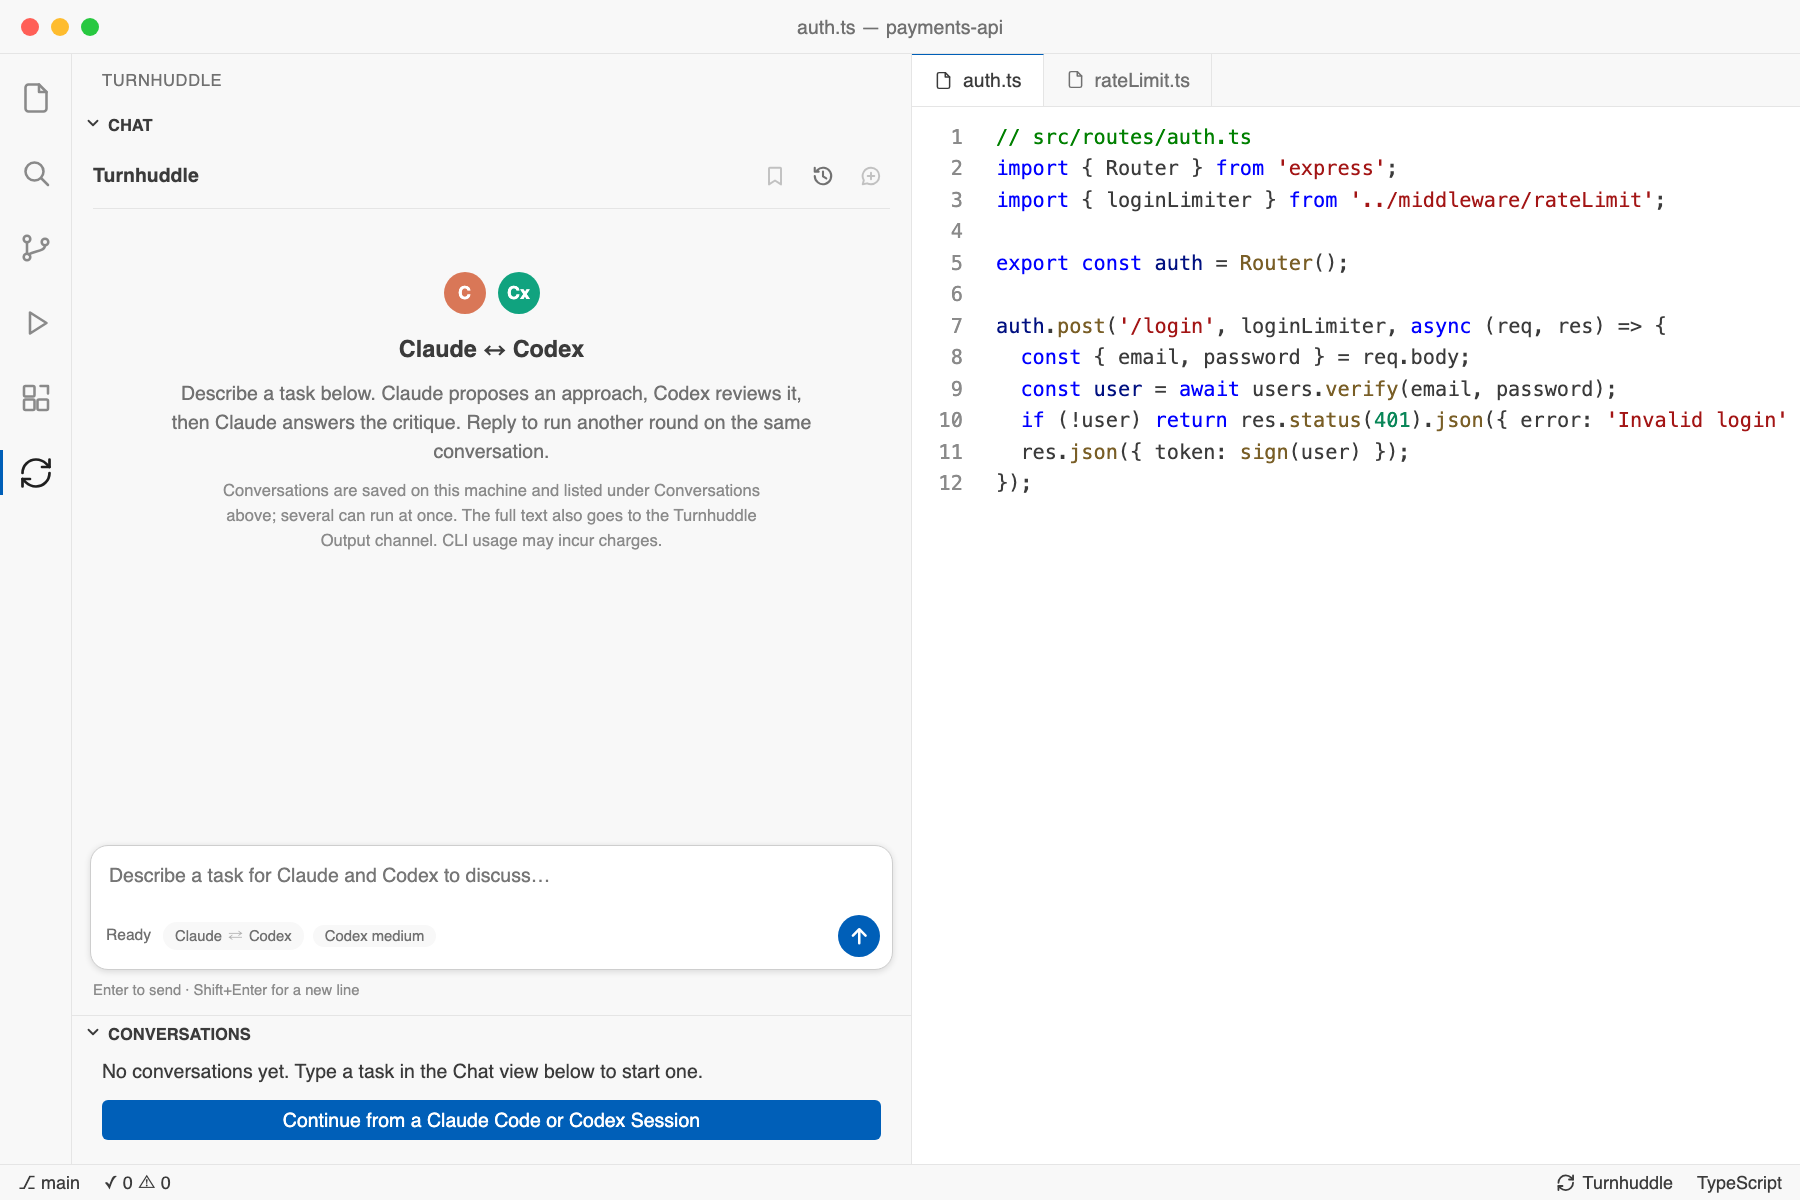 auth.ts — payments-api
TURNHUDDLE
CHAT
Turnhuddle
C Cx
Claude ↔ Codex
Describe a task below. Claude proposes an approach, Codex reviews it,
then Claude answers the critique. Reply to run another round on the same
conversation.
Conversations are saved on this machine and listed under Conversations
above; several can run at once. The full text also goes to the Turnhuddle
Output channel. CLI usage may incur charges.
Describe a task for Claude and Codex to discuss…
Ready Claude ⇄ Codex Codex medium
Enter to send · Shift+Enter for a new line
CONVERSATIONS
No conversations yet. Type a task in the Chat view below to start one.
Continue from a Claude Code or Codex Session
auth.ts rateLimit.ts
1 // src/routes/auth.ts
2 import { Router } from 'express';
3 import { loginLimiter } from '../middleware/rateLimit';
4
5 export const auth = Router();
6
7 auth.post('/login', loginLimiter, async (req, res) => {
8 const { email, password } = req.body;
9 const user = await users.verify(email, password);
10 if (!user) return res.status(401).json({ error: 'Invalid login'
11 res.json({ token: sign(user) });
12 });
main ✓ 0 ⚠ 0
Turnhuddle TypeScript